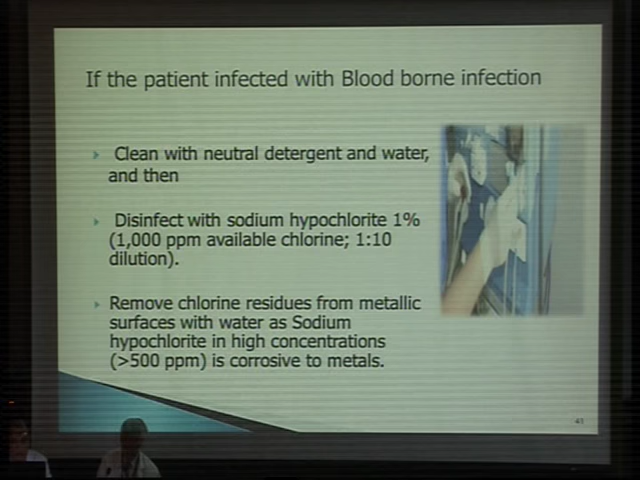 If the patient infected with Blood borne infection
Clean with neutral detergent and water,
and then
Disinfect with sodium hypochlorite 1%
(1,000 ppm available chlorine; 1:10
dilution).
Remove chlorine residues from metallic
surfaces with water as Sodium
hypochlorite in high concentrations
(>500 ppm) is corrosive to metals.